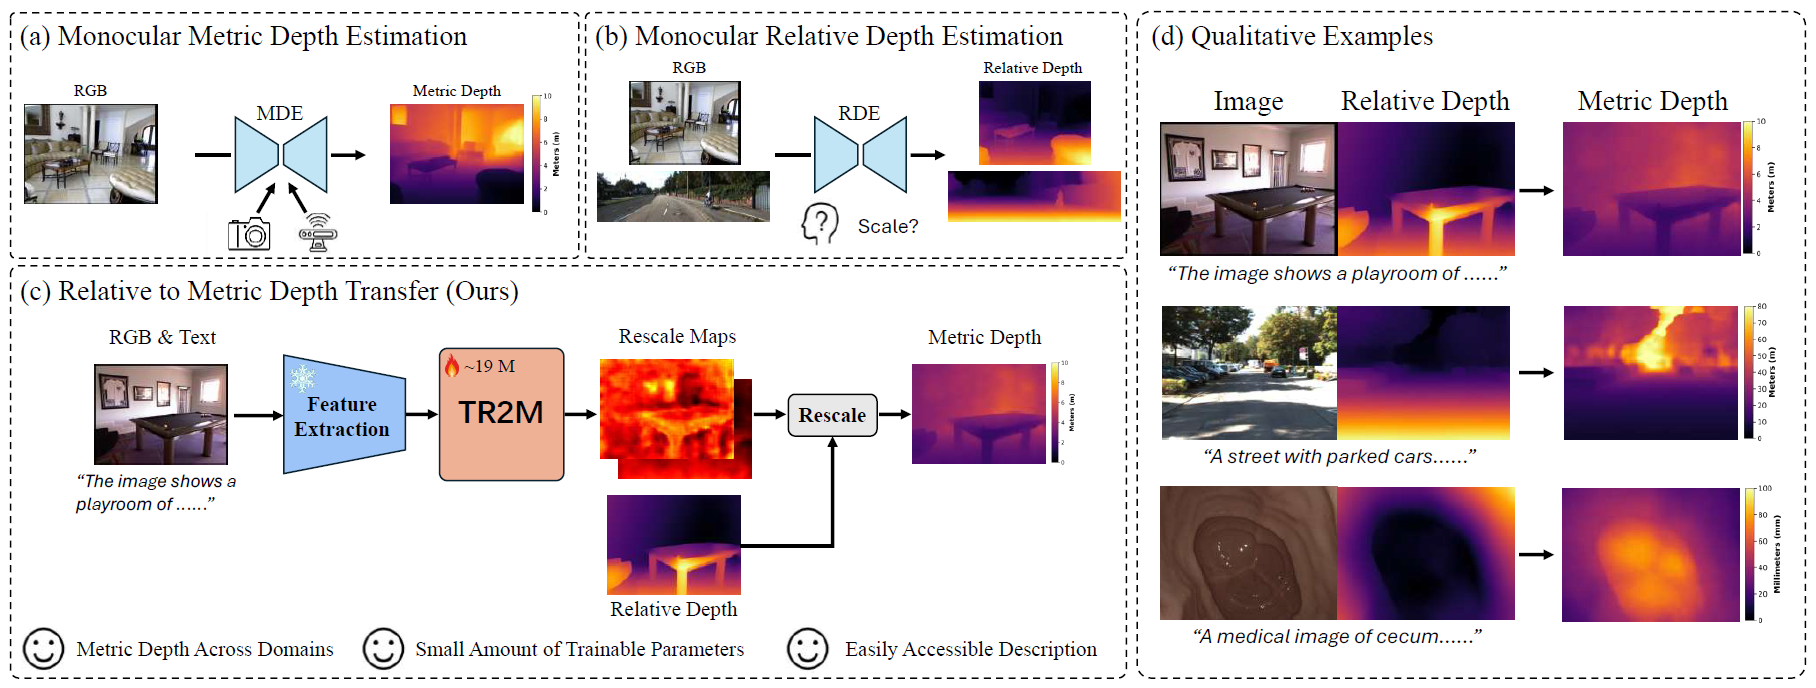 (a) Monocular Metric Depth Estimation
RGB
MDE
Metric Depth
10
8
6
4
2
0
Meters (m)
(b) Monocular Relative Depth Estimation
RGB
RDE
Relative Depth
?
Scale?
(c) Relative to Metric Depth Transfer (Ours)
RGB & Text
“The image shows a
playroom of ......”
Feature
Extraction
~19 M
TR2M
Rescale Maps
Relative Depth
Rescale
Metric Depth
10
8
6
4
2
0
Meters (m)
Metric Depth Across Domains
Small Amount of Trainable Parameters
Easily Accessible Description
(d) Qualitative Examples
Image
Relative Depth
Metric Depth
10
8
6
4
2
0
Meters (m)
“The image shows a playroom of ......”
80
70
60
50
40
30
20
10
0
Meters (m)
“A street with parked cars......”
100
80
60
40
20
0
Millimeters (mm)
“A medical image of cecum......”